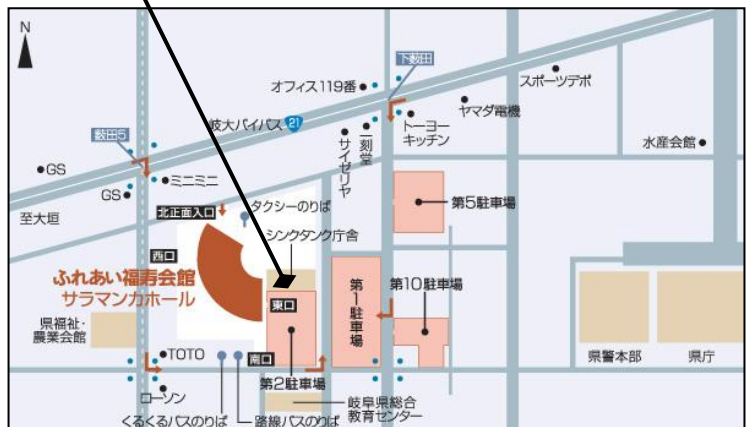 N
下数田
オフィス119番
スポーツデポ
岐大バイパス 21
ヤマダ電機
トーヨー
キッチン
一刻堂
サイゼリヤ
数田5
水産会館
GS
ミニミニ
GS
至大垣
北正面入口
タクシーのりば
第5駐車場
シンクタンク庁舎
西口
ふれあい福寿会館
サラマンカホール
東口
第1駐車場
第10駐車場
県福祉・
農業会館
TOTO
南口
第2駐車場
県警本部
県庁
ローソン
岐阜県総合
教育センター
くるくるバスのりば
路線バスのりば